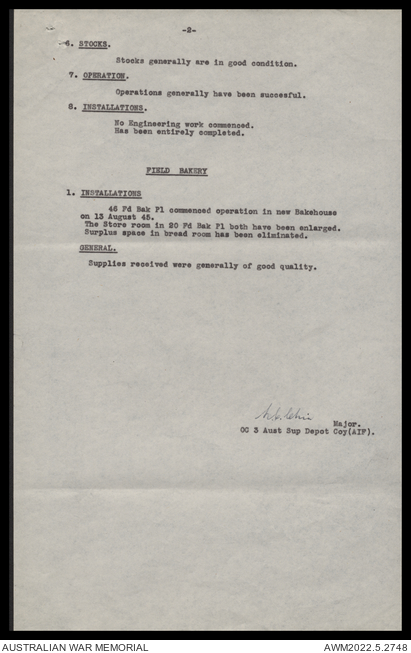 -2-
6. STOCKS.
Stocks generally are in good condition.
7. OPERATION.
Operations generally have been succesful.
8. INSTALLATIONS.
No Engineering work commenced.
Has been entirely completed.
FIELD BAKERY
1. INSTALLATIONS
46 Fd Bak Pl commenced operation in new Bakehouse
on 13 August 45.
The Store room in 20 Fd Bak Pl both have been enlarged.
Surplus space in bread room has been eliminated.
GENERAL.
Supplies received were generally of good quality.
Major.
OC 3 Aust Sup Depot Coy(AIF).
AUSTRALIAN WAR MEMORIAL
AWM2022.5.2748